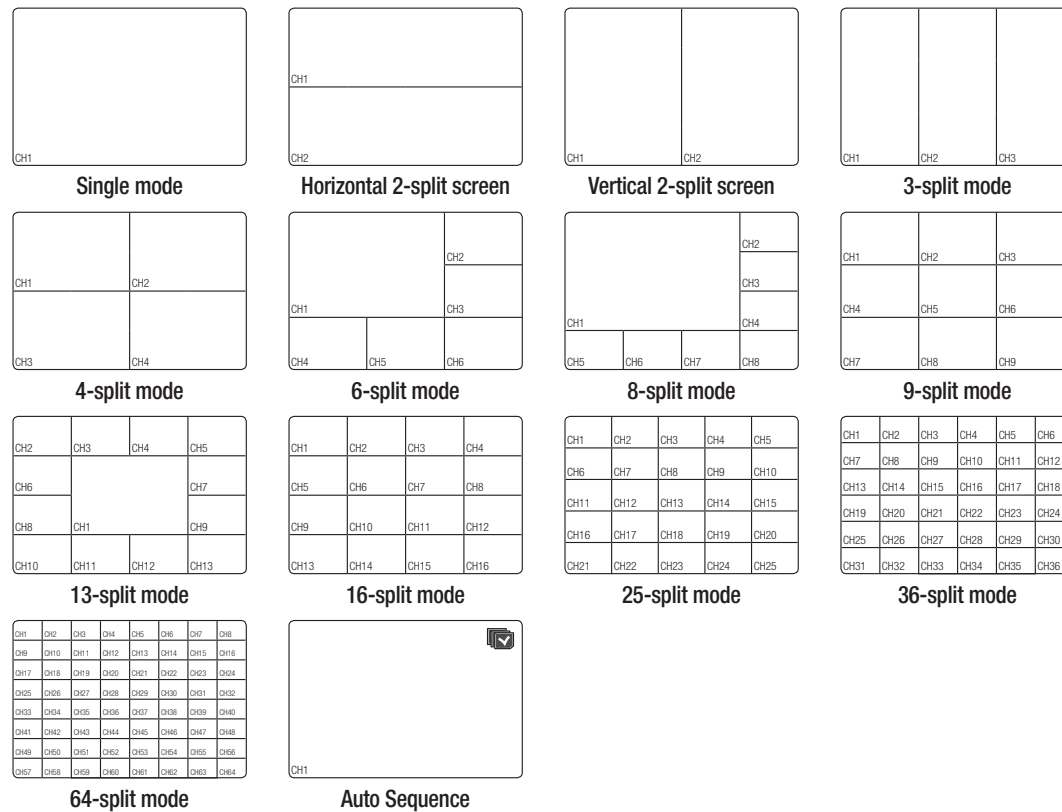 CH1
Single mode
CH1
CH2
Horizontal 2-split screen
CH1 CH2
Vertical 2-split screen
CH1 CH2 CH3
3-split mode
CH1 CH2
CH3 CH4
4-split mode
CH2
CH1 CH3
CH4 CH5 CH6
6-split mode
CH2
CH3
CH1 CH4
CH5 CH6 CH7 CH8
8-split mode
CH1 CH2 CH3
CH4 CH5 CH6
CH7 CH8 CH9
9-split mode
CH2 CH3 CH4 CH5
CH6 CH7
CH8 CH1 CH9
CH10 CH11 CH12 CH13
13-split mode
CH1 CH2 CH3 CH4
CH5 CH6 CH7 CH8
CH9 CH10 CH11 CH12
CH13 CH14 CH15 CH16
16-split mode
CH1 CH2 CH3 CH4 CH5
CH6 CH7 CH8 CH9 CH10
CH11 CH12 CH13 CH14 CH15
CH16 CH17 CH18 CH19 CH20
CH21 CH22 CH23 CH24 CH25
25-split mode
CH1 CH2 CH3 CH4 CH5 CH6
CH7 CH8 CH9 CH10 CH11 CH12
CH13 CH14 CH15 CH16 CH17 CH18
CH19 CH20 CH21 CH22 CH23 CH24
CH25 CH26 CH27 CH28 CH29 CH30
CH31 CH32 CH33 CH34 CH35 CH36
36-split mode
CH1 CH2 CH3 CH4 CH5 CH6 CH7 CH8
CH9 CH10 CH11 CH12 CH13 CH14 CH15 CH16
CH17 CH18 CH19 CH20 CH21 CH22 CH23 CH24
CH25 CH26 CH27 CH28 CH29 CH30 CH31 CH32
CH33 CH34 CH35 CH36 CH37 CH38 CH39 CH40
CH41 CH42 CH43 CH44 CH45 CH46 CH47 CH48
CH49 CH50 CH51 CH52 CH53 CH54 CH55 CH56
CH57 CH58 CH59 CH60 CH61 CH62 CH63 CH64
64-split mode
CH1
Auto Sequence